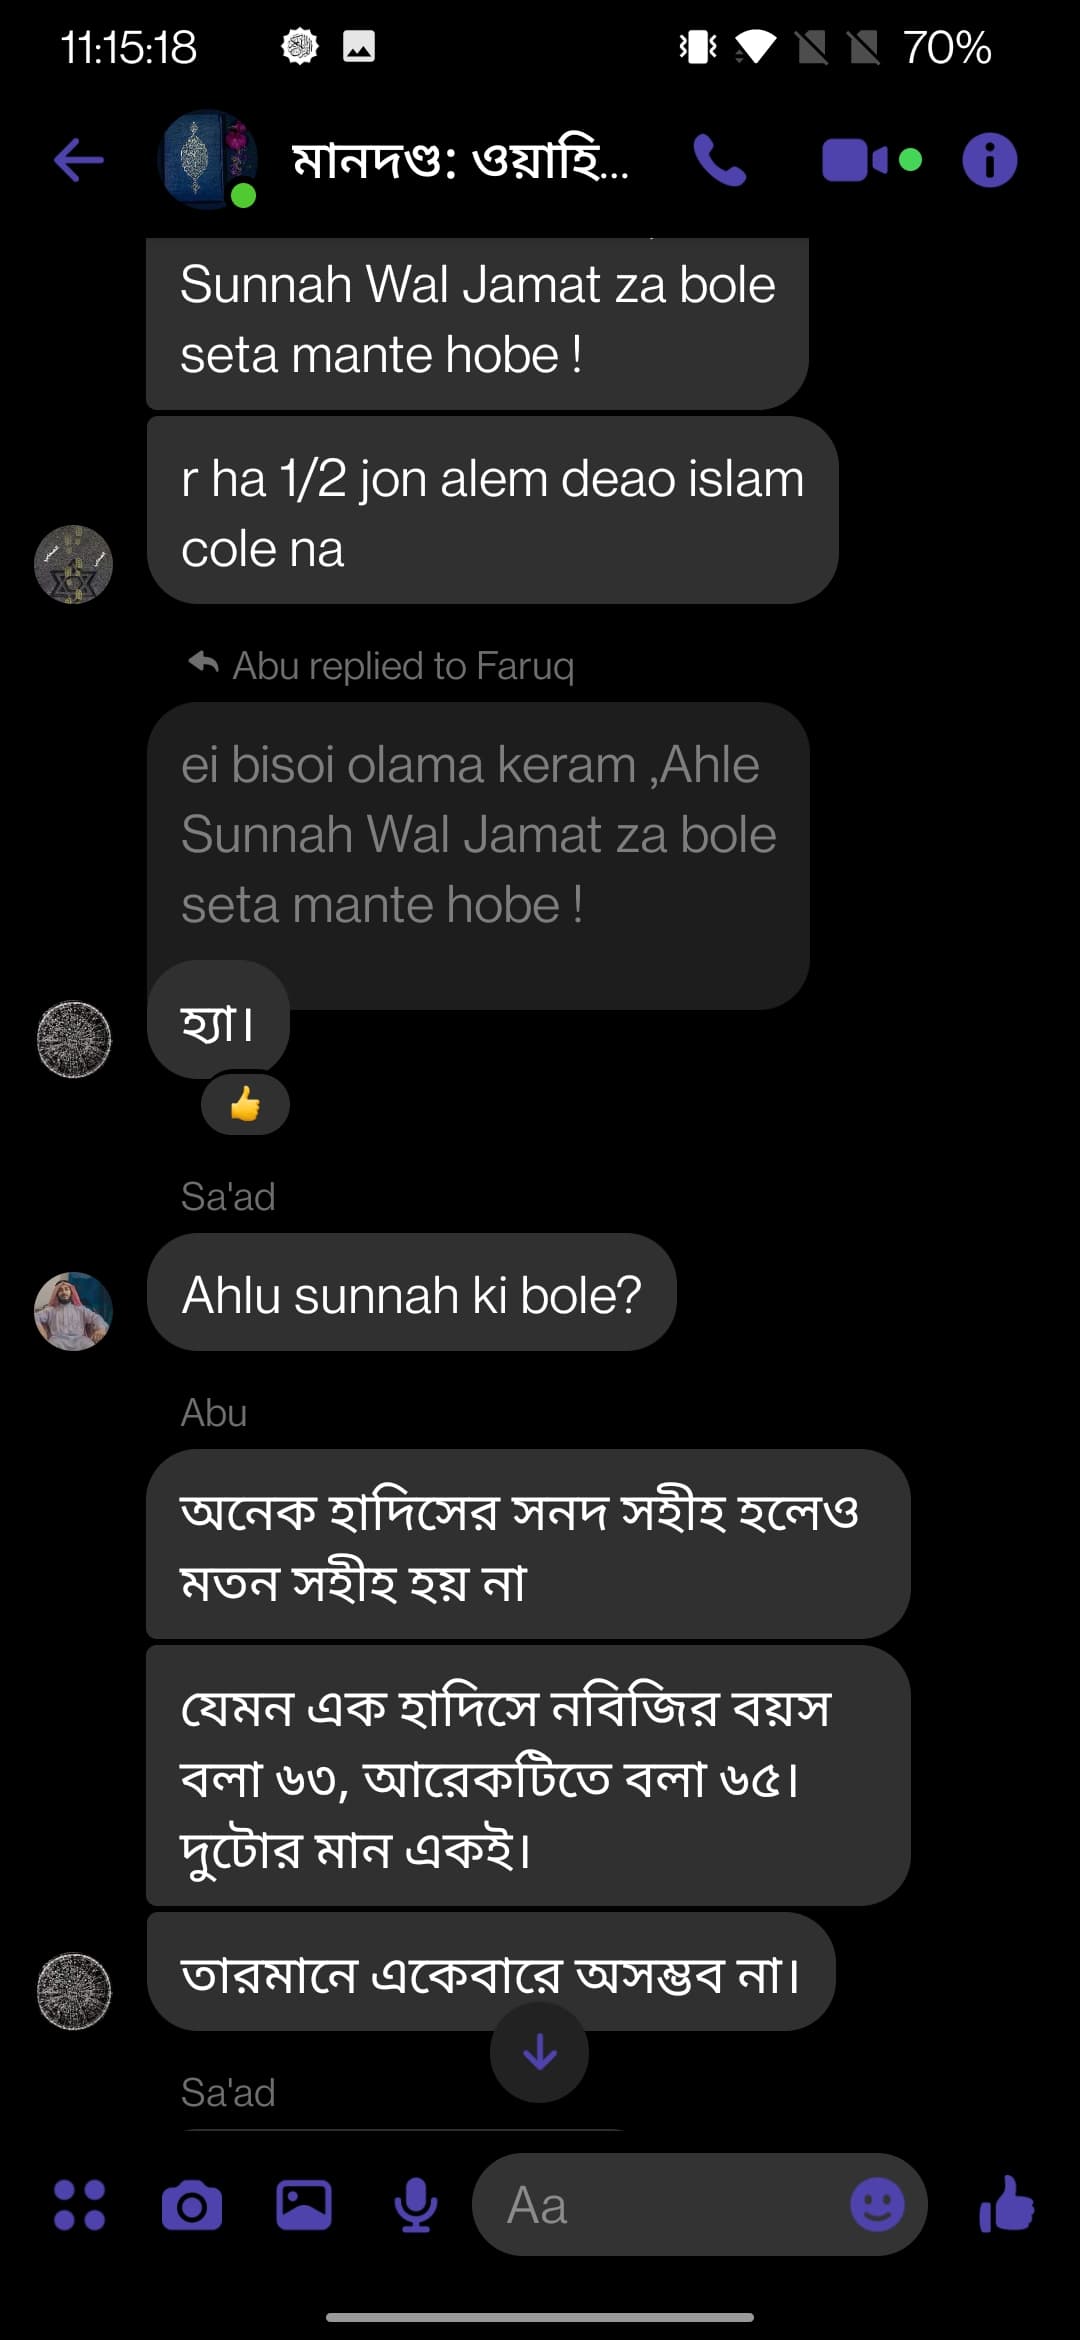 11:15:18
70%
মানদণ্ড: ওয়াহি...
Sunnah Wal Jamat za bole
seta mante hobe !
r ha 1/2 jon alem deao islam
cole na
Abu replied to Faruq
ei bisoi olama keram ,Ahle
Sunnah Wal Jamat za bole
seta mante hobe !
হ্যা।
Sa'ad
Ahlu sunnah ki bole?
Abu
অনেক হাদিসের সনদ সহীহ হলেও
মতন সহীহ হয় না
যেমন এক হাদিসে নবিজির বয়স
বলা ৬৩, আরেকটিতে বলা ৬৫।
দুটোর মান একই।
তারমানে একেবারে অসম্ভব না।
Sa'ad
Aa